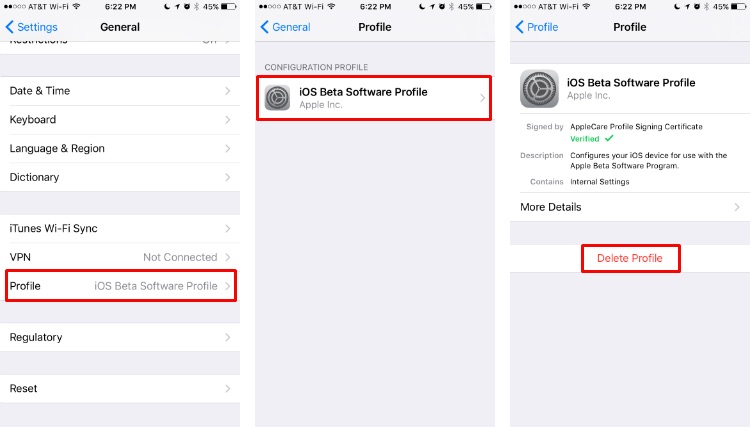 AT&T Wi-Fi 6:22 PM 45%
Settings General
Restrictions Off
Date & Time
Keyboard
Language & Region
Dictionary
iTunes Wi-Fi Sync
VPN Not Connected
Profile iOS Beta Software Profile
Regulatory
Reset
AT&T Wi-Fi 6:22 PM 45%
General Profile
CONFIGURATION PROFILE
iOS Beta Software Profile
Apple Inc.
AT&T Wi-Fi 6:22 PM 45%
Profile Profile
iOS Beta Software Profile
Apple Inc.
Signed by AppleCare Profile Signing Certificate
Verified
Description Configures your iOS device for use with the
Apple Beta Software Program.
Contains Internal Settings
More Details
Delete Profile